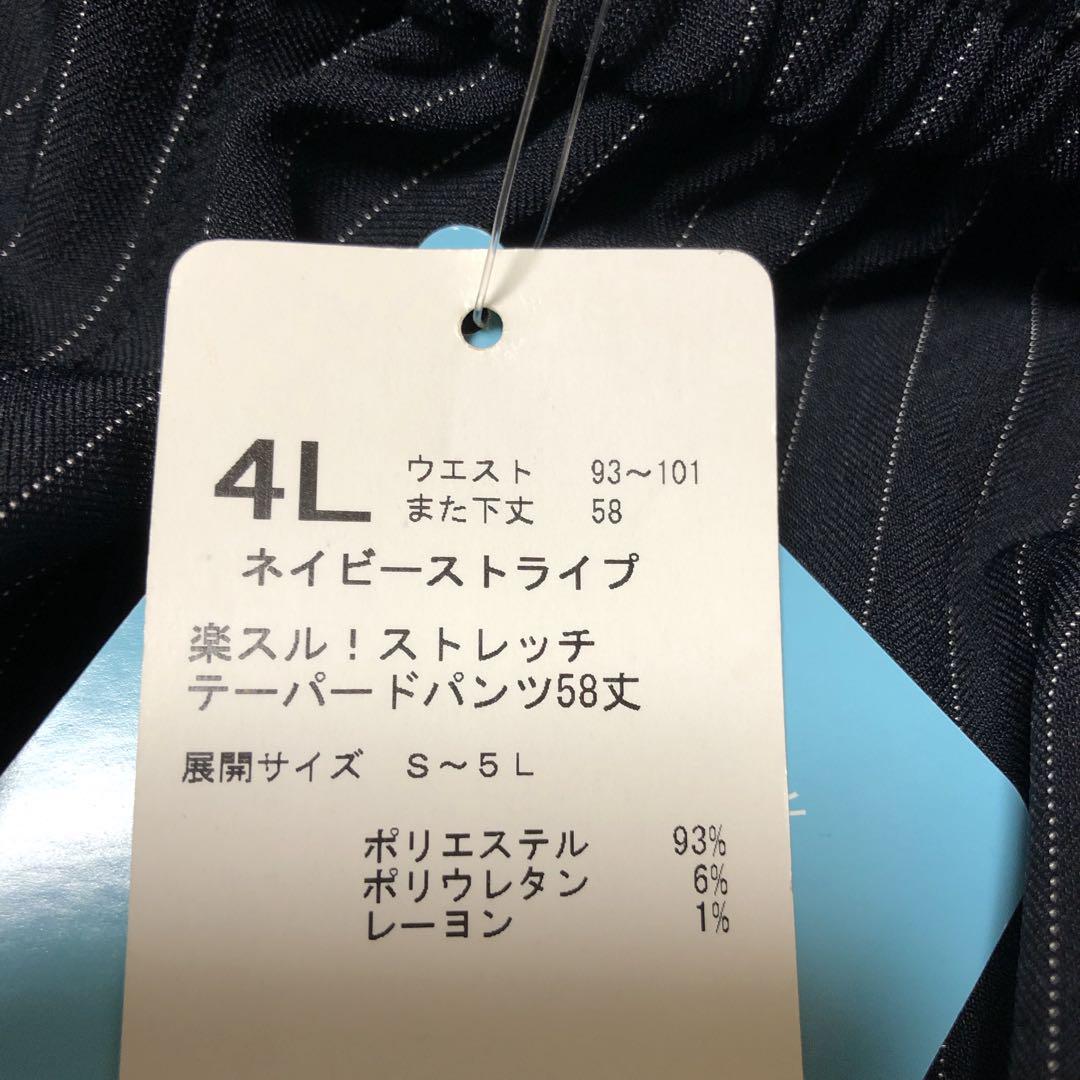 4L
ウエスト 93～101
また下丈 58
ネイビーストライプ
楽スル！ストレッチ
テーパードパンツ58丈
展開サイズ S～5L
ポリエステル 93%
ポリウレタン 6%
レーヨン 1%